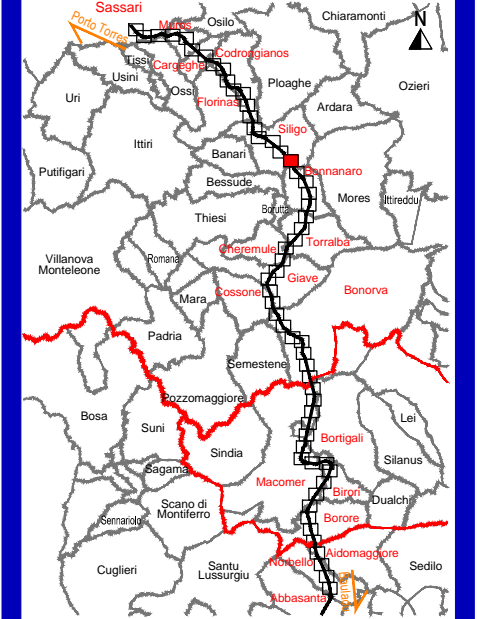 Sassari
Porto Torres
Muros
Osilo
Chiaramonti
N
Tissi
Usini
Cargeghe
Codrongianos
Ploaghe
Ozieri
Uri
Ossi
Florinas
Ardara
Siligo
Ittiri
Banari
Bonnanaro
Putifigari
Bessude
Mores
Ittireddu
Borutta
Thiesi
Torralba
Cheremule
Villanova
Monteleone
Romana
Giave
Cossone
Bonorva
Mara
Padria
Semestene
Pozzomaggiore
Bosa
Suni
Lei
Bortigali
Sindia
Silanus
Sagama
Macomer
Birori
Dualchi
Scano di
Montiferro
Sennariolo
Borore
Aidomaggiore
Norbello
Sedilo
Cuglieri
Santu
Lussurgiu
Abbasanta